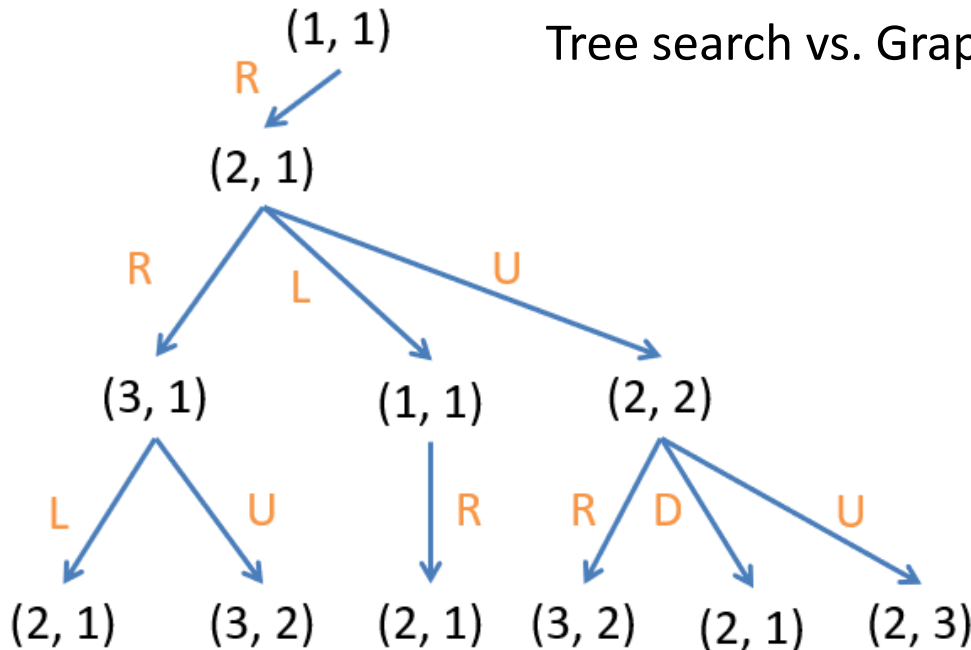 (1, 1)
Tree search vs. Grap
R
(2, 1)
R
L
U
(3, 1)
(1, 1)
(2, 2)
L
U
R
R
D
U
(2, 1)
(3, 2)
(2, 1)
(3, 2)
(2, 1)
(2, 3)